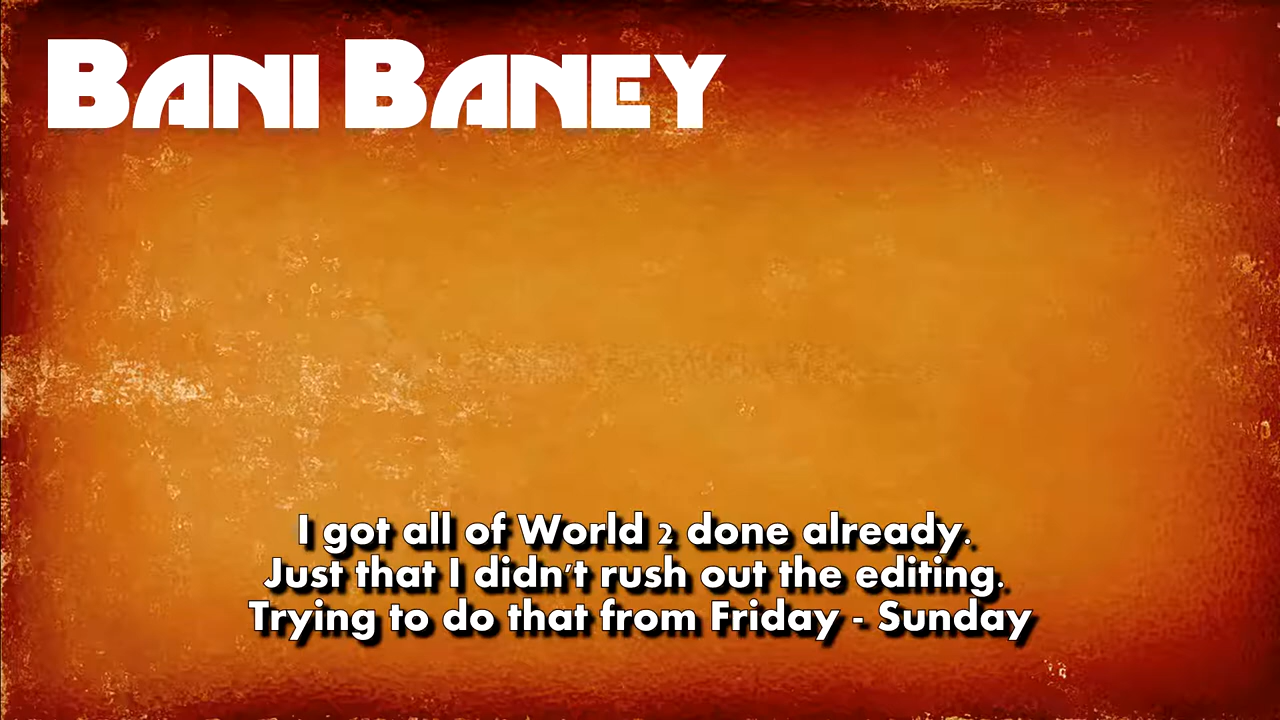 BANI BANEY
I got all of World 2 done already.
Just that I didn't rush out the editing.
Trying to do that from Friday - Sunday